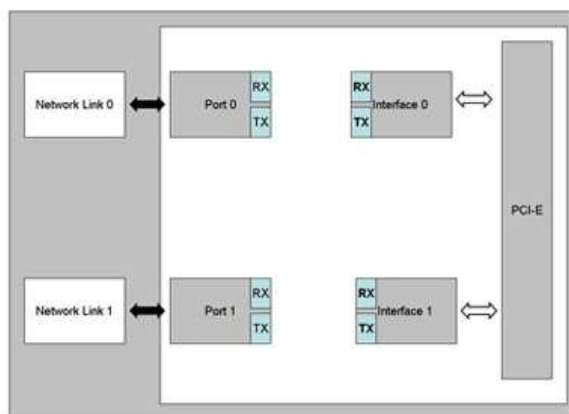 Network Link 0
Port 0
RX
TX
RX
TX
Interface 0
PCI-E
Network Link 1
Port 1
RX
TX
RX
TX
Interface 1